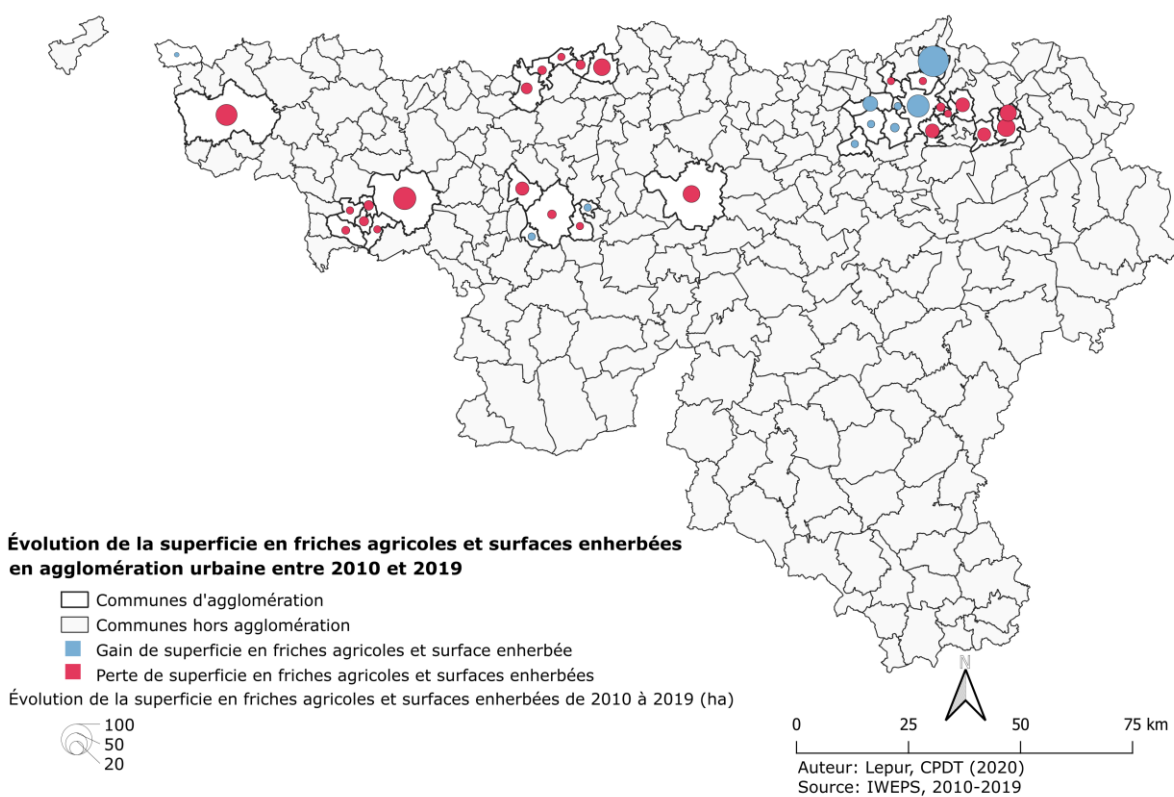 Évolution de la superficie en friches agricoles et surfaces enherbées
en agglomération urbaine entre 2010 et 2019
Communes d'agglomération
Communes hors agglomération
Gain de superficie en friches agricoles et surface enherbée
Perte de superficie en friches agricoles et surfaces enherbées
Évolution de la superficie en friches agricoles et surfaces enherbées de 2010 à 2019 (ha)
100
50
20
N
0 25 50 75 km
Auteur: Lepur, CPDT (2020)
Source: IWEPS, 2010-2019